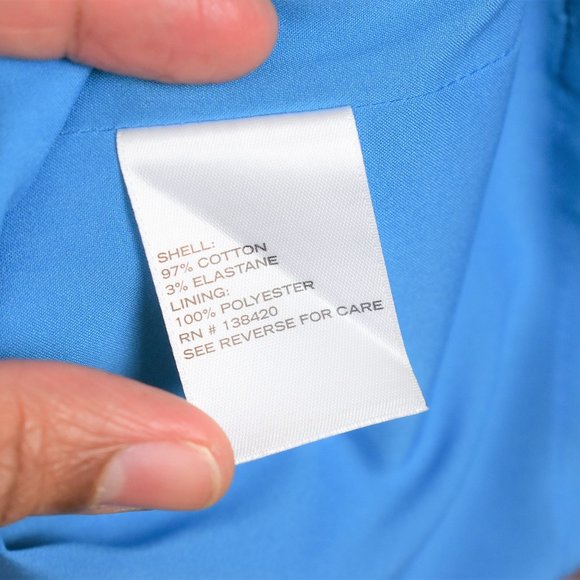 SHELL:
97% COTTON
3% ELASTANE
LINING:
100% POLYESTER
RN # 138420
SEE REVERSE FOR CARE